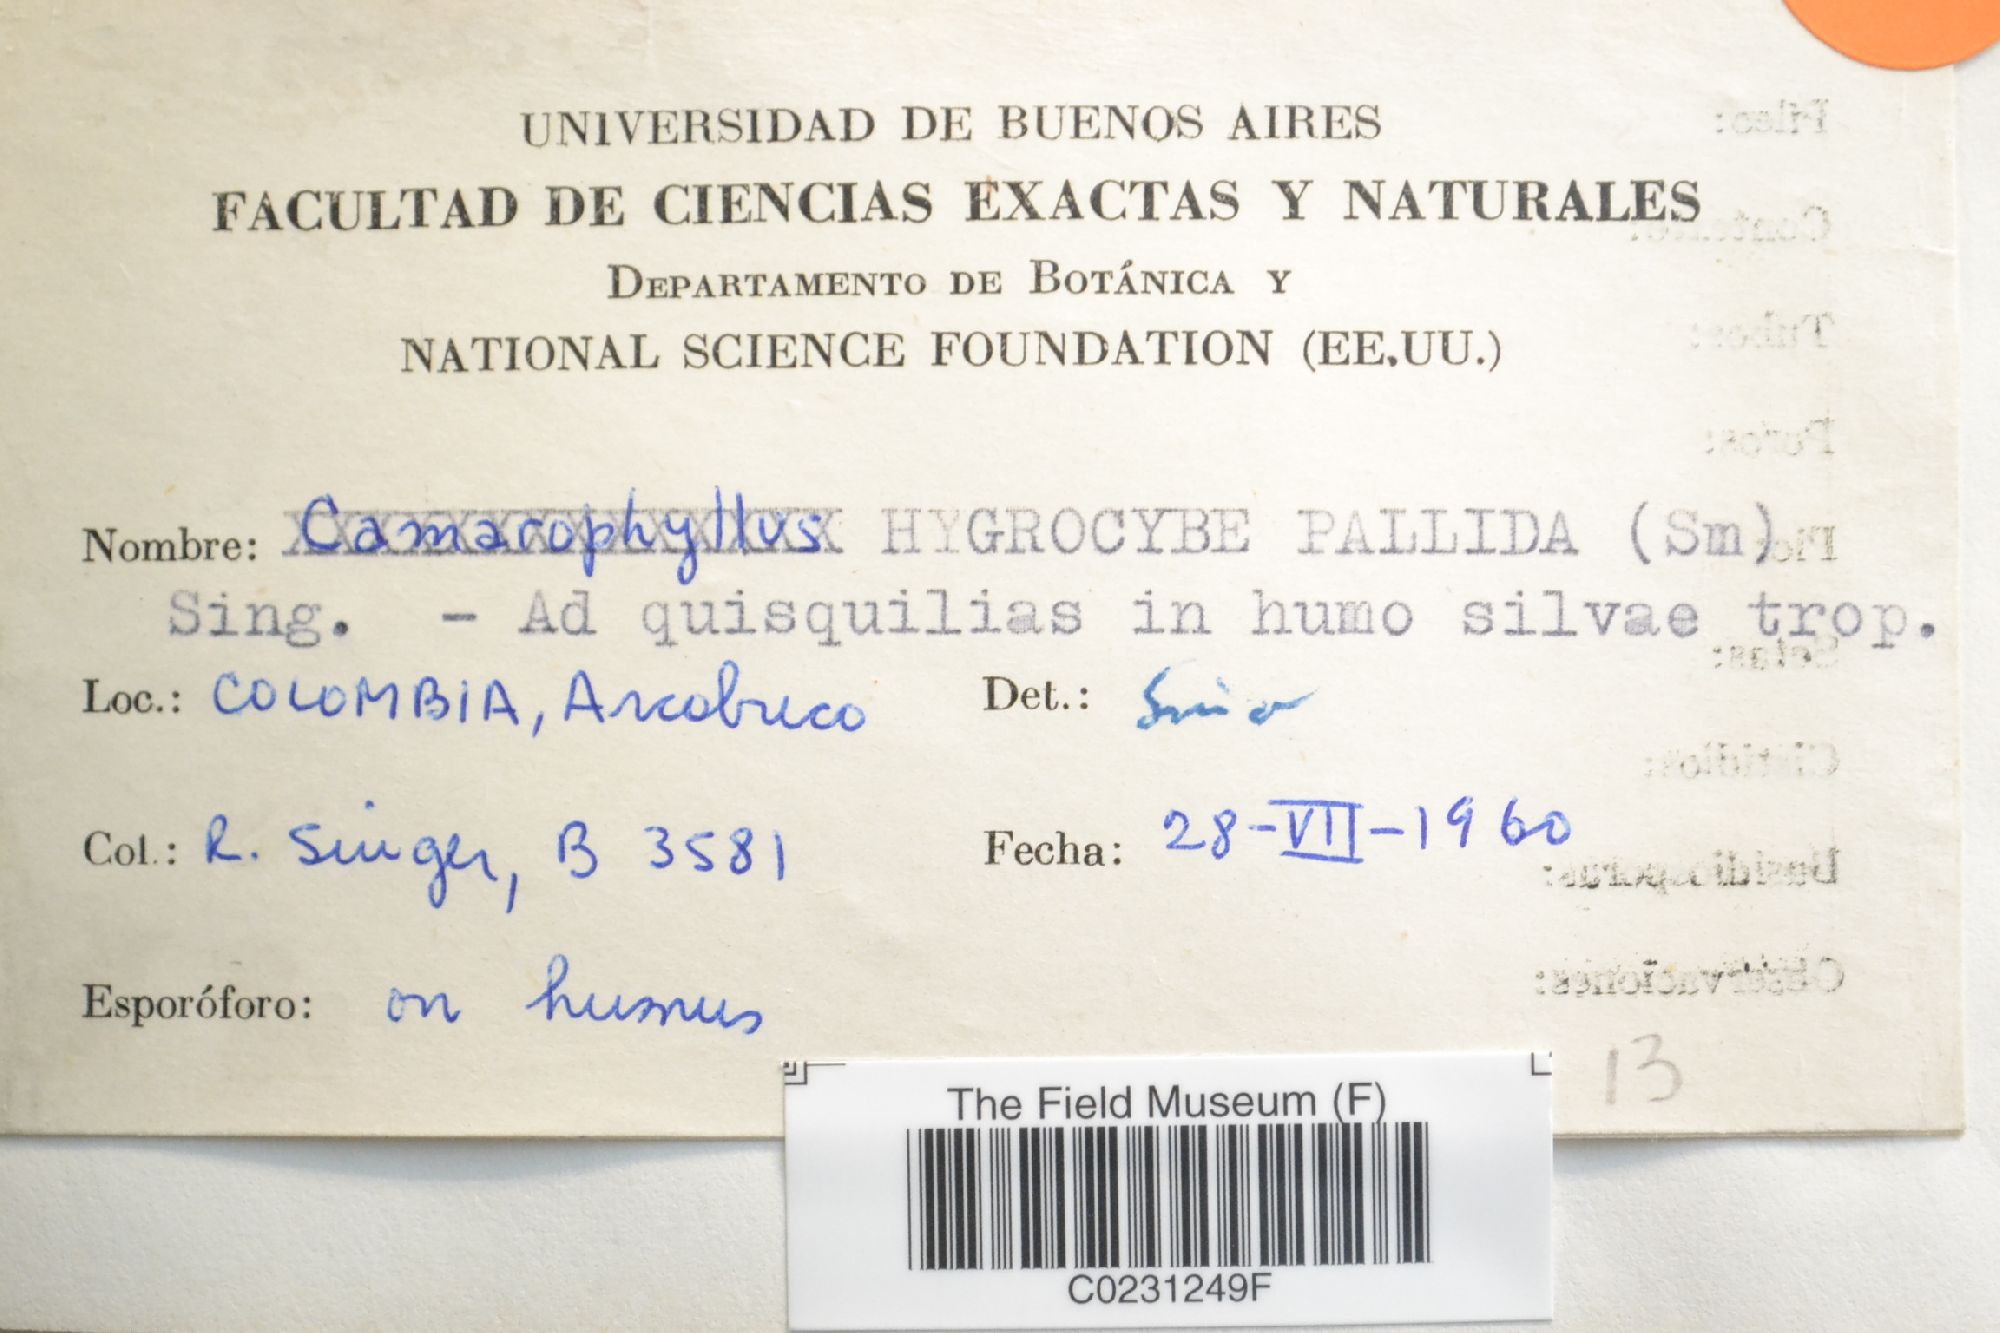 UNIVERSIDAD DE BUENOS AIRES
FACULTAD DE CIENCIAS EXACTAS Y NATURALES
DEPARTAMENTO DE BOTÁNICA Y
NATIONAL SCIENCE FOUNDATION (EE.UU.)
Nombre: Camarophyllus HYGROCYBE PALLIDA (Sm)
Sing. - Ad quisquilias in humo silvae trop.
Loc.: COLOMBIA, Arcobuco Det.:
Col.: R. Singer, B 3581 Fecha: 28-VII-1960
Esporóforo: on humus
13
The Field Museum (F)
C0231249F